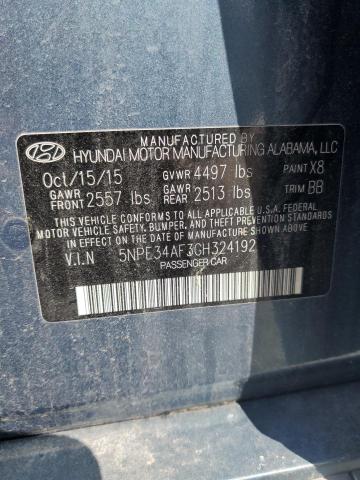 MANUFACTURED BY
HYUNDAI MOTOR MANUFACTURING ALABAMA, LLC
Oct/15/15 GVWR 4497 lbs PAINT X8
GAWR FRONT 2557 lbs GAWR REAR 2513 lbs TRIM BB
THIS VEHICLE CONFORMS TO ALL APPLICABLE U.S.A. FEDERAL
MOTOR VEHICLE SAFETY, BUMPER, AND THEFT PREVENTION
STANDARDS IN EFFECT ON THE DATE OF MANUFACTURE SHOWN ABOVE.
V.I.N 5NPE34AF3GH324192
PASSENGER CAR